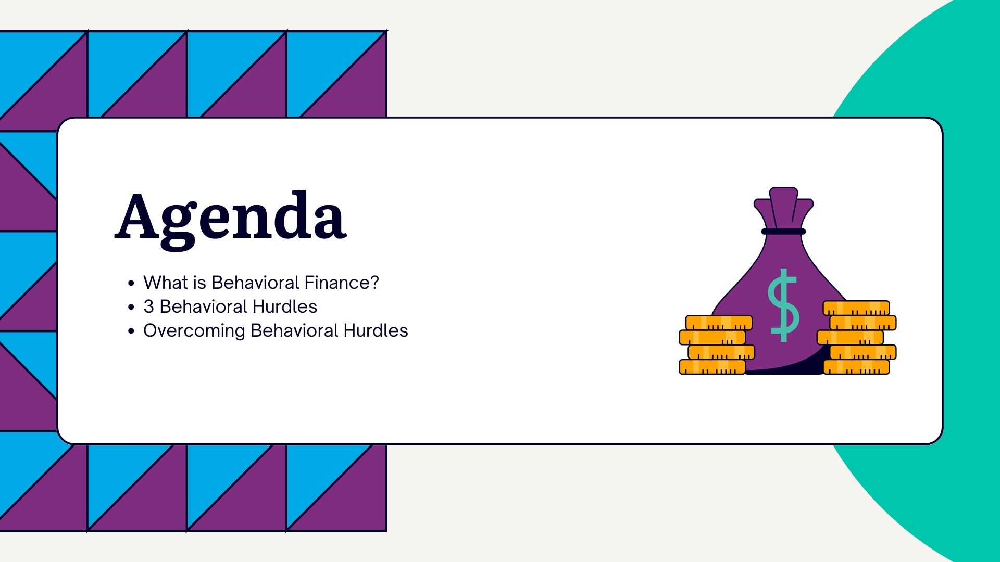 Agenda
• What is Behavioral Finance?
• 3 Behavioral Hurdles
• Overcoming Behavioral Hurdles
$